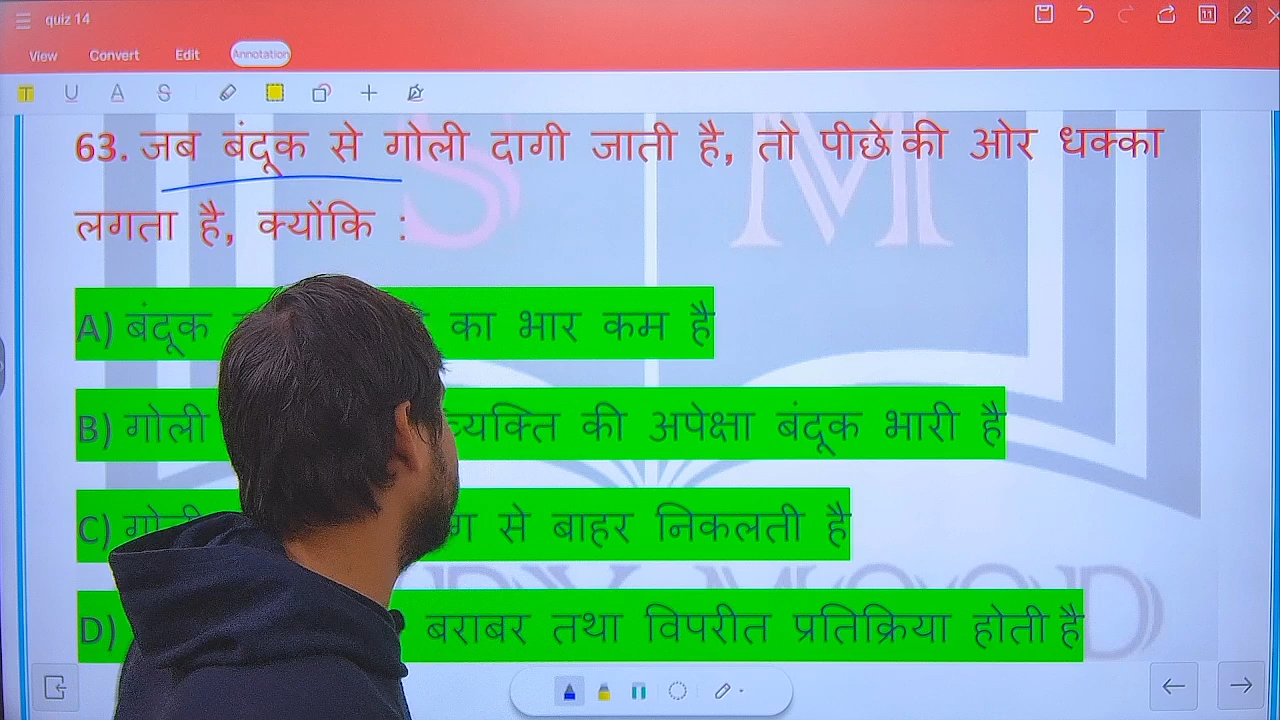 quiz 14
View Convert Edit Annotation
63. जब बंदूक से गोली दागी जाती है, तो पीछे की ओर धक्का
लगता है, क्योंकि :
S M
A) बंदूक का भार कम है
B) गोली व्यक्ति की अपेक्षा बंदूक भारी है
C) से बाहर निकलती है
D) बराबर तथा विपरीत प्रतिक्रिया होती है